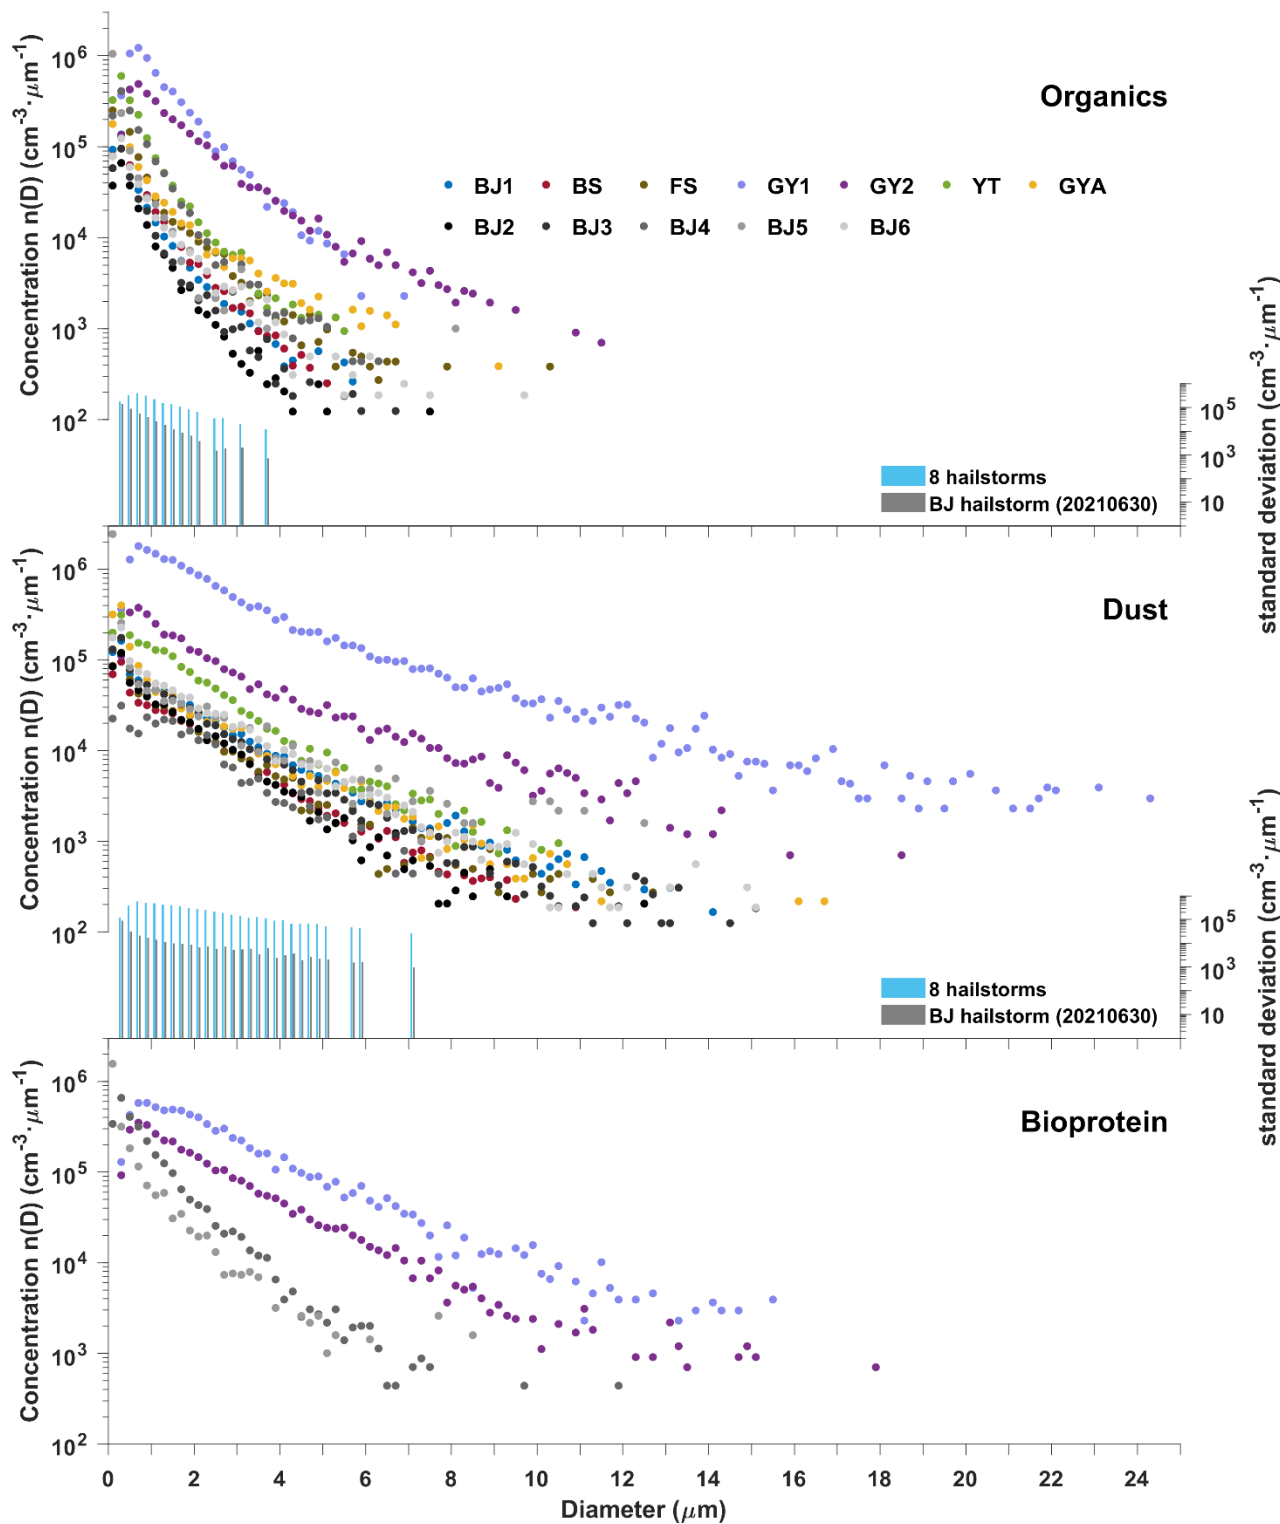 Organics
Concentration n(D) (cm⁻³·μm⁻¹)
10⁶
10⁵
10⁴
10³
10²
BJ1 BS FS GY1 GY2 YT GYA
BJ2 BJ3 BJ4 BJ5 BJ6
standard deviation (cm⁻³·μm⁻¹)
10⁵
10³
10
8 hailstorms
BJ hailstorm (20210630)
Dust
Concentration n(D) (cm⁻³·μm⁻¹)
10⁶
10⁵
10⁴
10³
10²
standard deviation (cm⁻³·μm⁻¹)
10⁵
10³
10
8 hailstorms
BJ hailstorm (20210630)
Bioprotein
Concentration n(D) (cm⁻³·μm⁻¹)
10⁶
10⁵
10⁴
10³
10²
0 2 4 6 8 10 12 14 16 18 20 22 24
Diameter (μm)